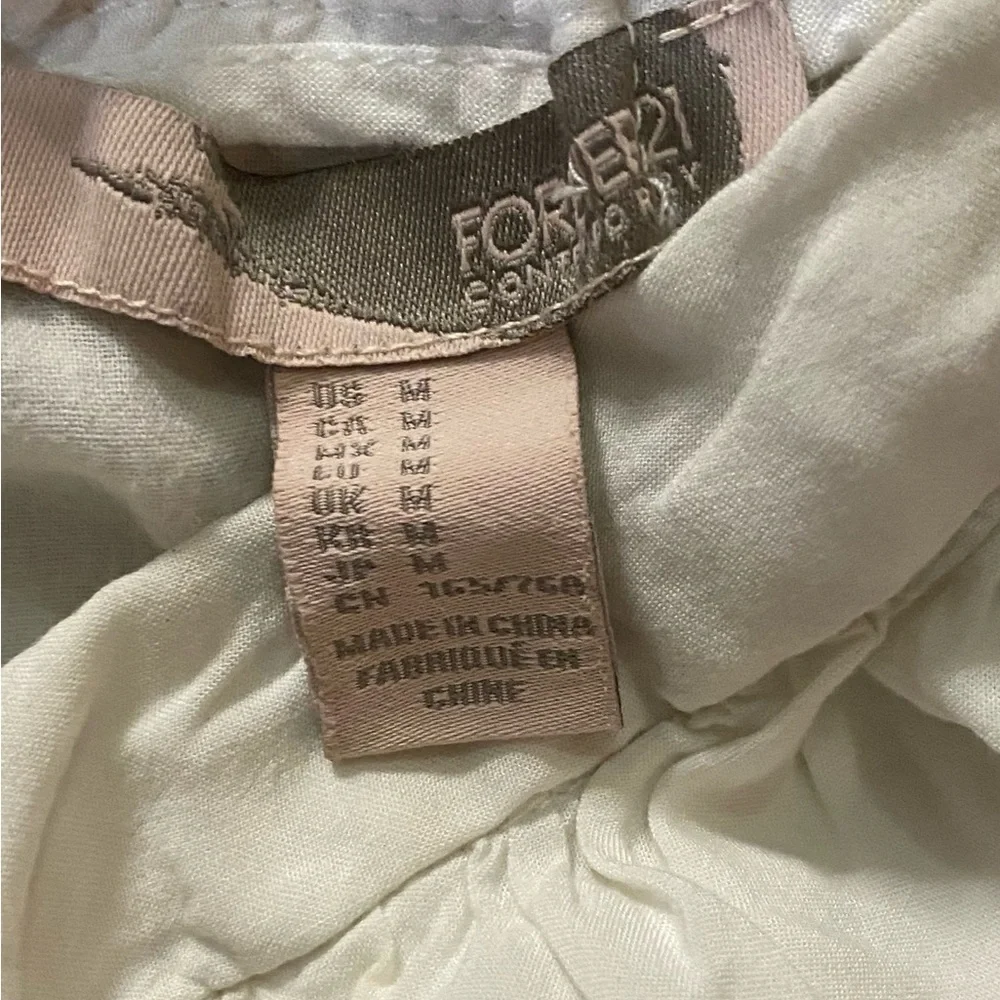 FOREVER21
CONTEMPORARY
US M
CA M
MX M
EU M
UK M
KR M
JP M
CN 165/76A
MADE IN CHINA
FABRIQUÉ EN
CHINE